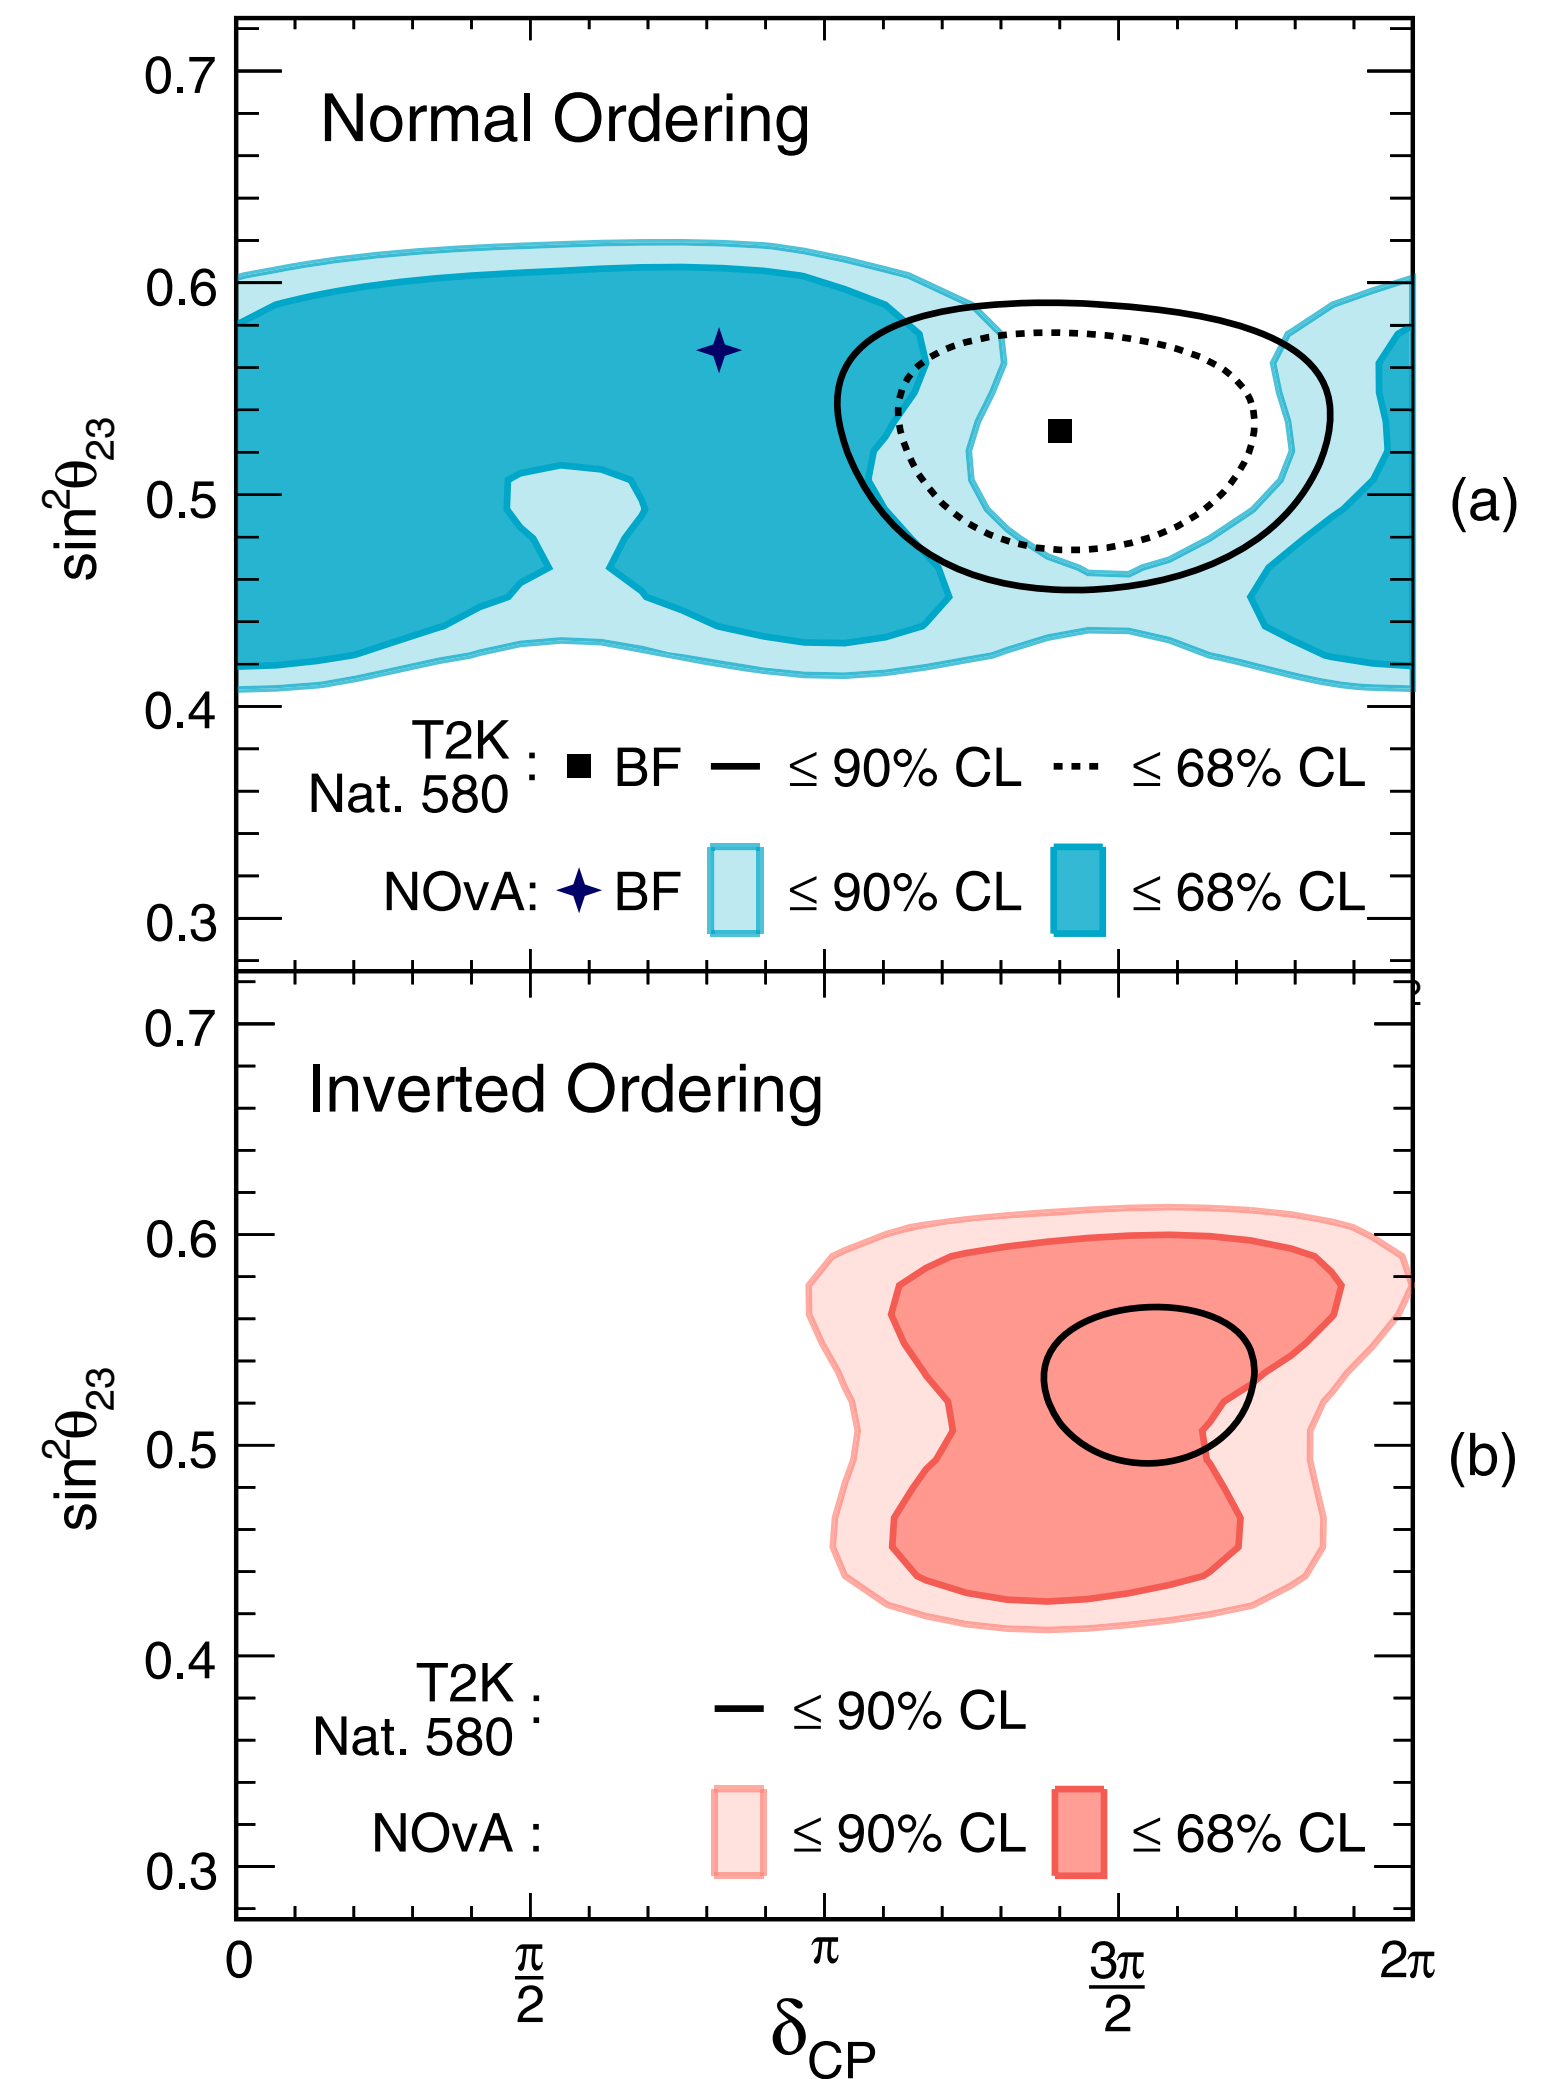 0.7
Normal Ordering
0.6
0.5
0.4
0.3
sin²θ₂₃
(a)
T2K
Nat. 580 : BF ≤ 90% CL ≤ 68% CL
NOvA: BF ≤ 90% CL ≤ 68% CL
0.7
Inverted Ordering
0.6
0.5
0.4
0.3
sin²θ₂₃
(b)
T2K
Nat. 580 : ≤ 90% CL
NOvA : ≤ 90% CL ≤ 68% CL
0 π/2 π 3π/2 2π
δCP